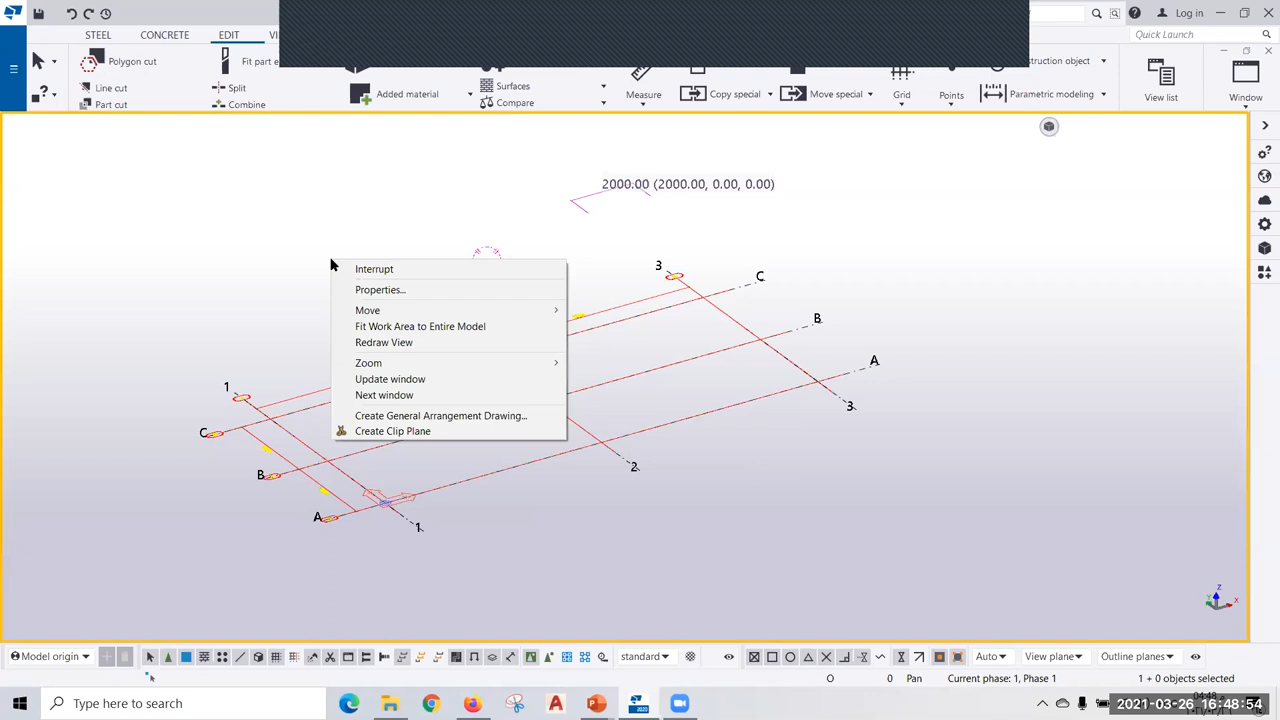 Log in
STEEL
CONCRETE
EDIT
Quick Launch
Polygon cut
Fit part e
Line cut
Split
Part cut
Combine
Added material
Surfaces
Compare
Measure
Copy special
Move special
Grid
Points
struction object
Parametric modeling
View list
Window
2000.00 (2000.00, 0.00, 0.00)
Interrupt
Properties...
Move
Fit Work Area to Entire Model
Redraw View
Zoom
Update window
Next window
Create General Arrangement Drawing...
Create Clip Plane
3
C
B
A
1
3
C
2
B
A
1
Z
Y
X
Model origin
standard
Auto
View plane
Outline planes
O
0
Pan
Current phase: 1, Phase 1
1 + 0 objects selected
Type here to search
2021-03-26 16:48:54